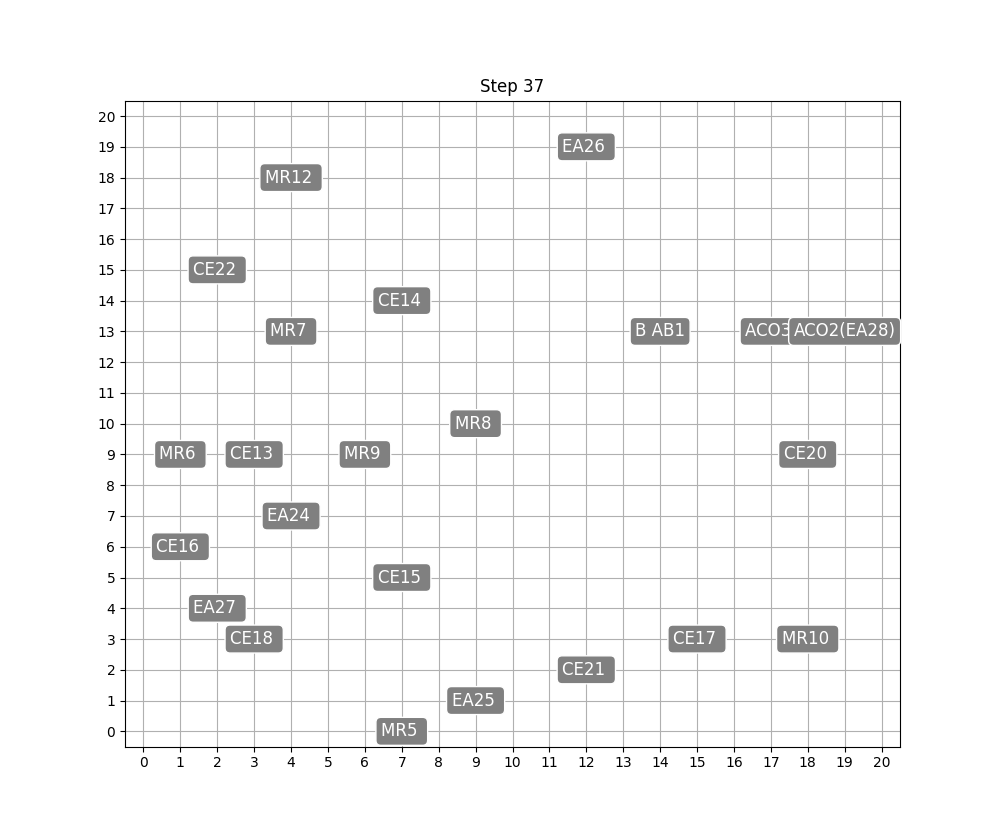 Step 37
20
19
EA26
18
MR12
17
16
15
CE22
14
CE14
13
MR7
B AB1
ACO3
ACO2(EA28)
12
11
10
MR8
9
MR6
CE13
MR9
CE20
8
7
EA24
6
CE16
5
CE15
4
EA27
3
CE18
CE17
MR10
2
CE21
1
EA25
0
MR5
0 1 2 3 4 5 6 7 8 9 10 11 12 13 14 15 16 17 18 19 20